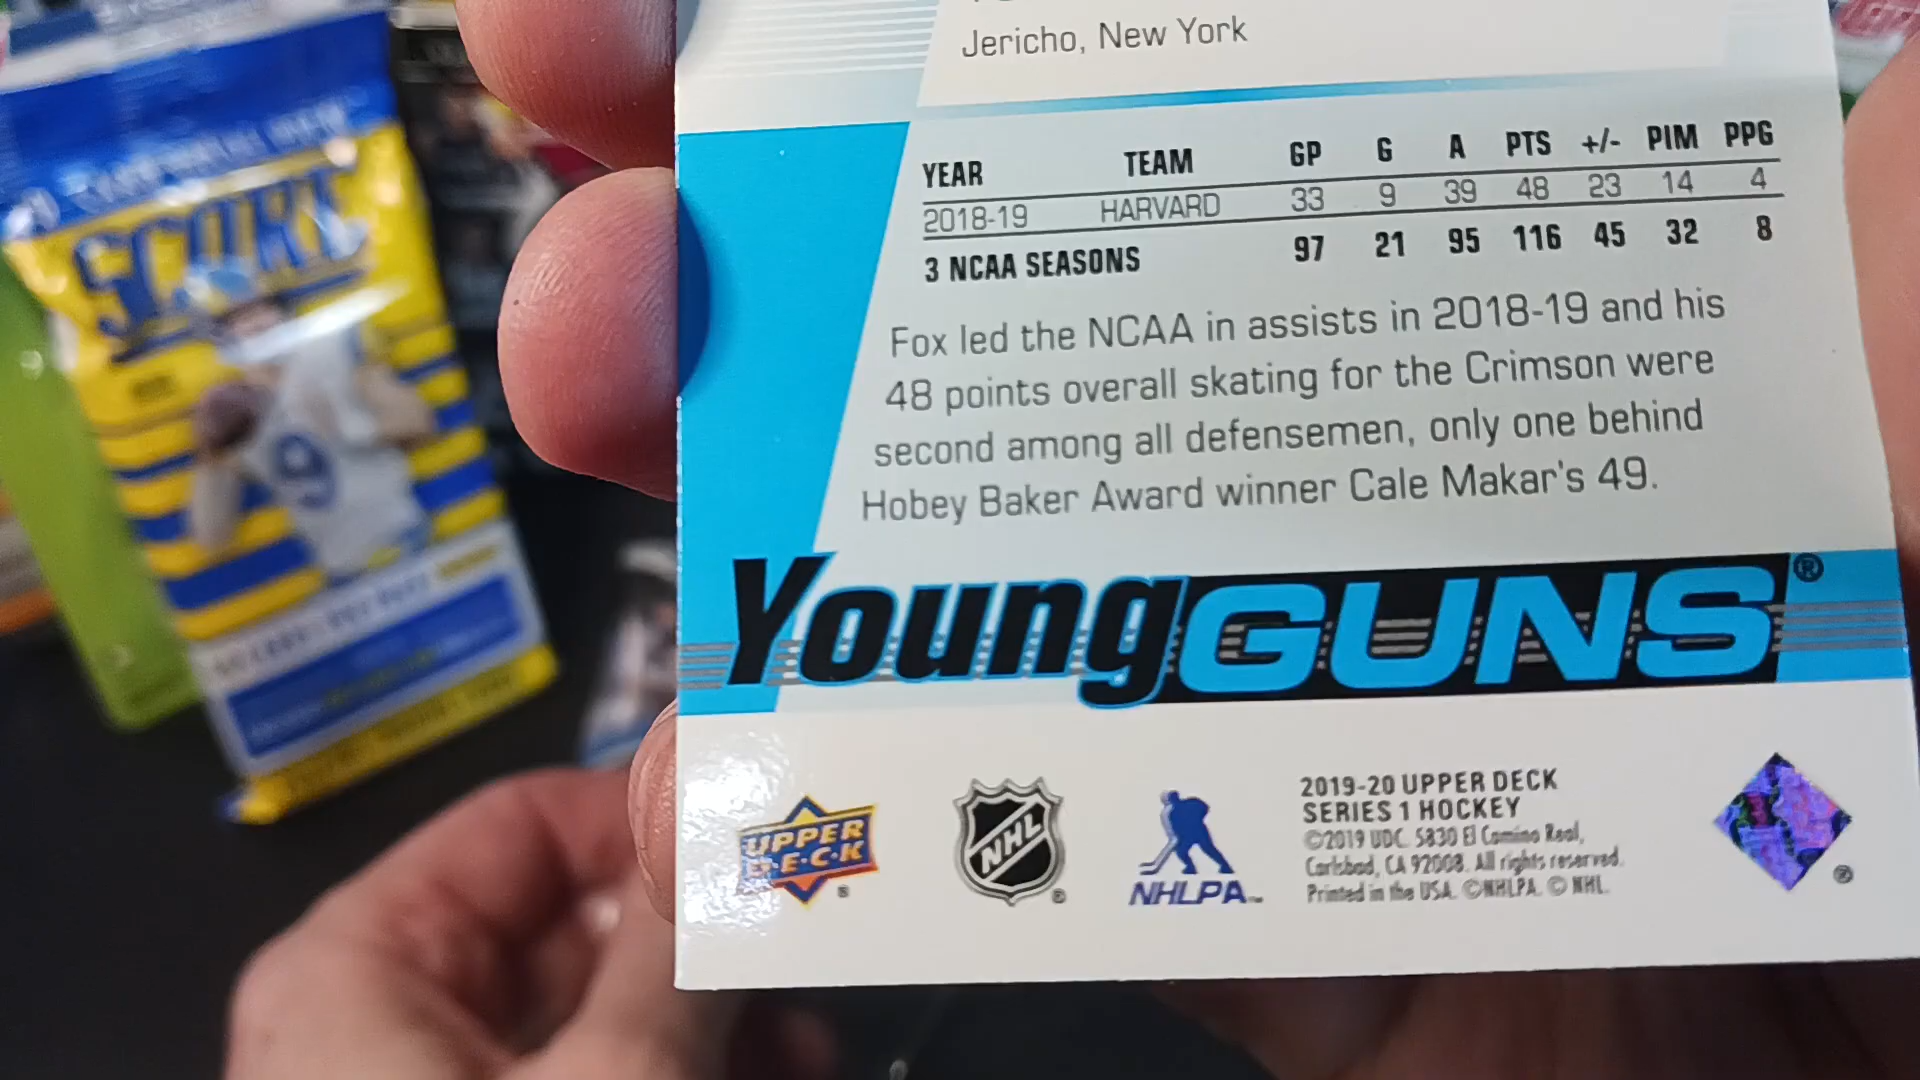 Jericho, New York
YEAR TEAM GP G A PTS +/- PIM PPG
2018-19 HARVARD 33 9 39 48 23 14 4
3 NCAA SEASONS 97 21 95 116 45 32 8
Fox led the NCAA in assists in 2018-19 and his
48 points overall skating for the Crimson were
second among all defensemen, only one behind
Hobey Baker Award winner Cale Makar's 49.
Young GUNS®
UPPER
D·E·C·K
NHL
NHLPA
2019-20 UPPER DECK
SERIES 1 HOCKEY
©2019 UDC. 5830 El Camino Real,
Carlsbad, CA 92008. All rights reserved.
Printed in the USA. ©NHLPA. © NHL.
SCORE
9